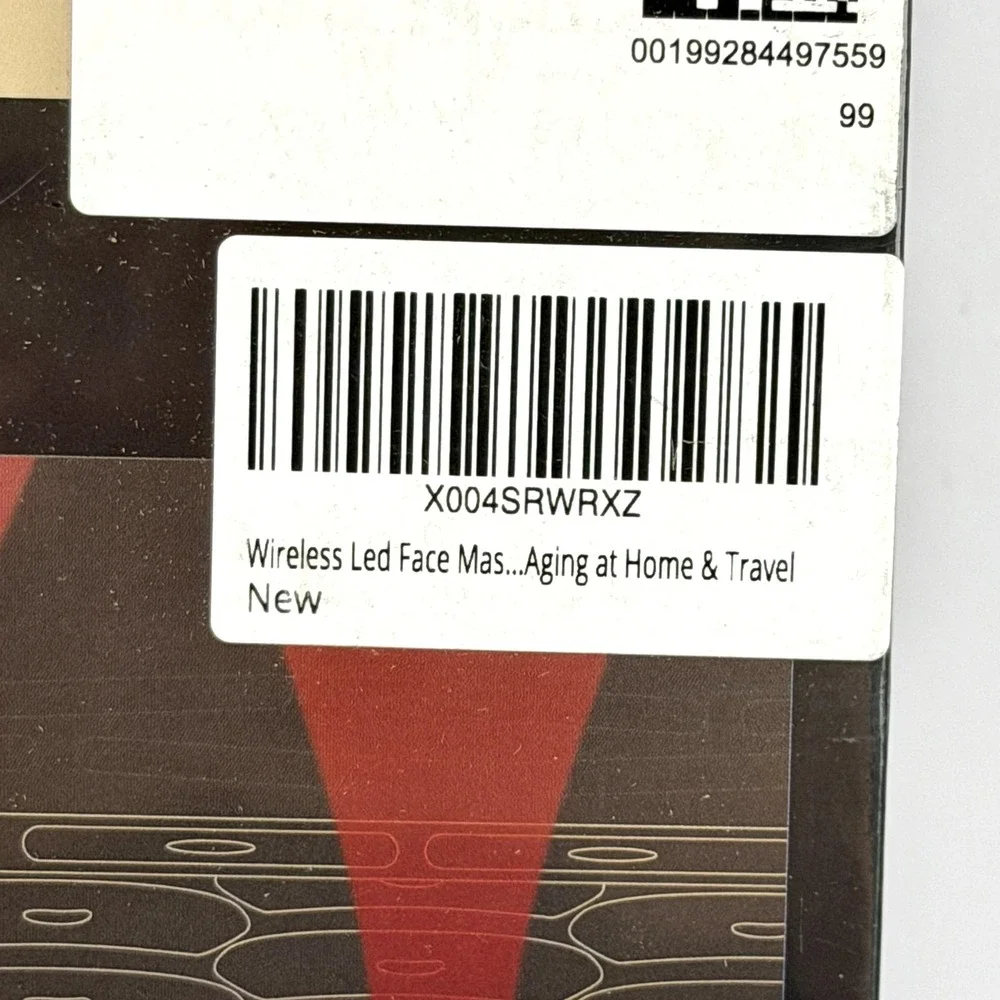 00199284497559
99
X004SRWRXZ
Wireless Led Face Mas...Aging at Home & Travel
New